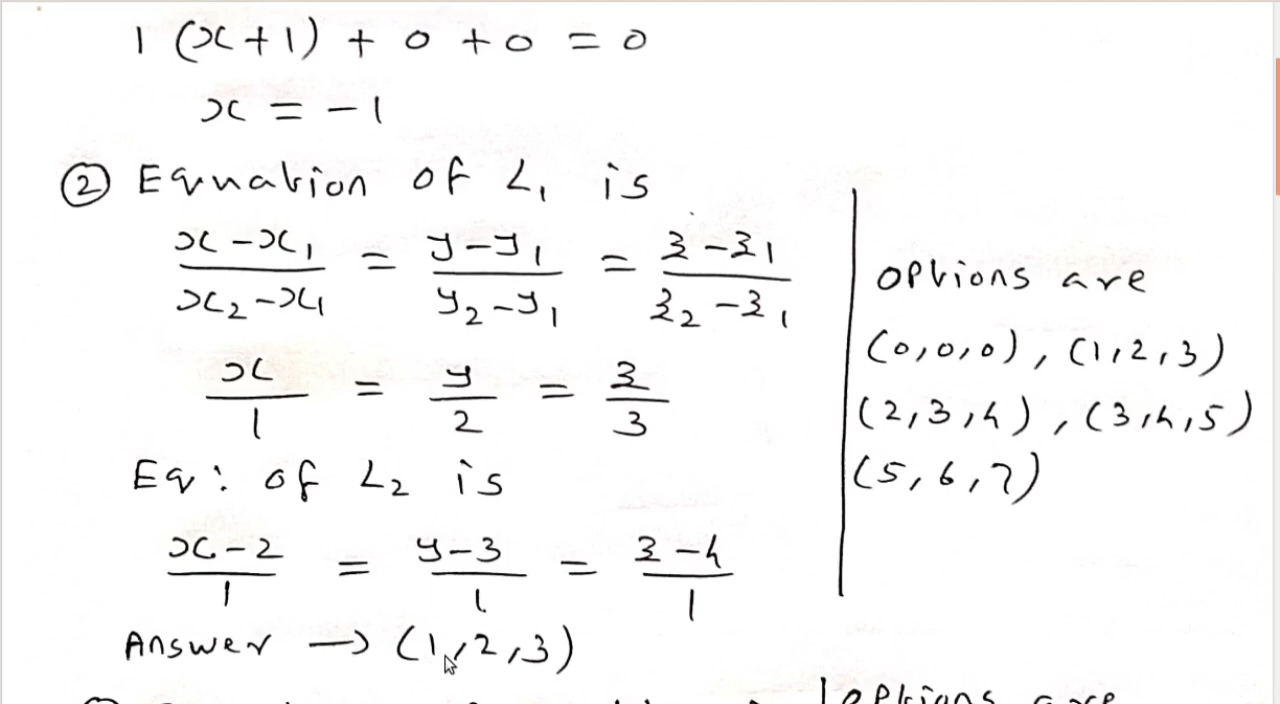 1 (x+1) + 0 + 0 = 0
x = -1
② Equation of L₁ is
(x - x₁)/(x₂ - x₁) = (y - y₁)/(y₂ - y₁) = (z - z₁)/(z₂ - z₁)
x/1 = y/2 = z/3
Eq: of L₂ is
(x - 2)/1 = (y - 3)/1 = (z - 4)/1
Answer → (1, 2, 3)
options are
(0, 0, 0), (1, 2, 3)
(2, 3, 4), (3, 4, 5)
(5, 6, 7)
options are